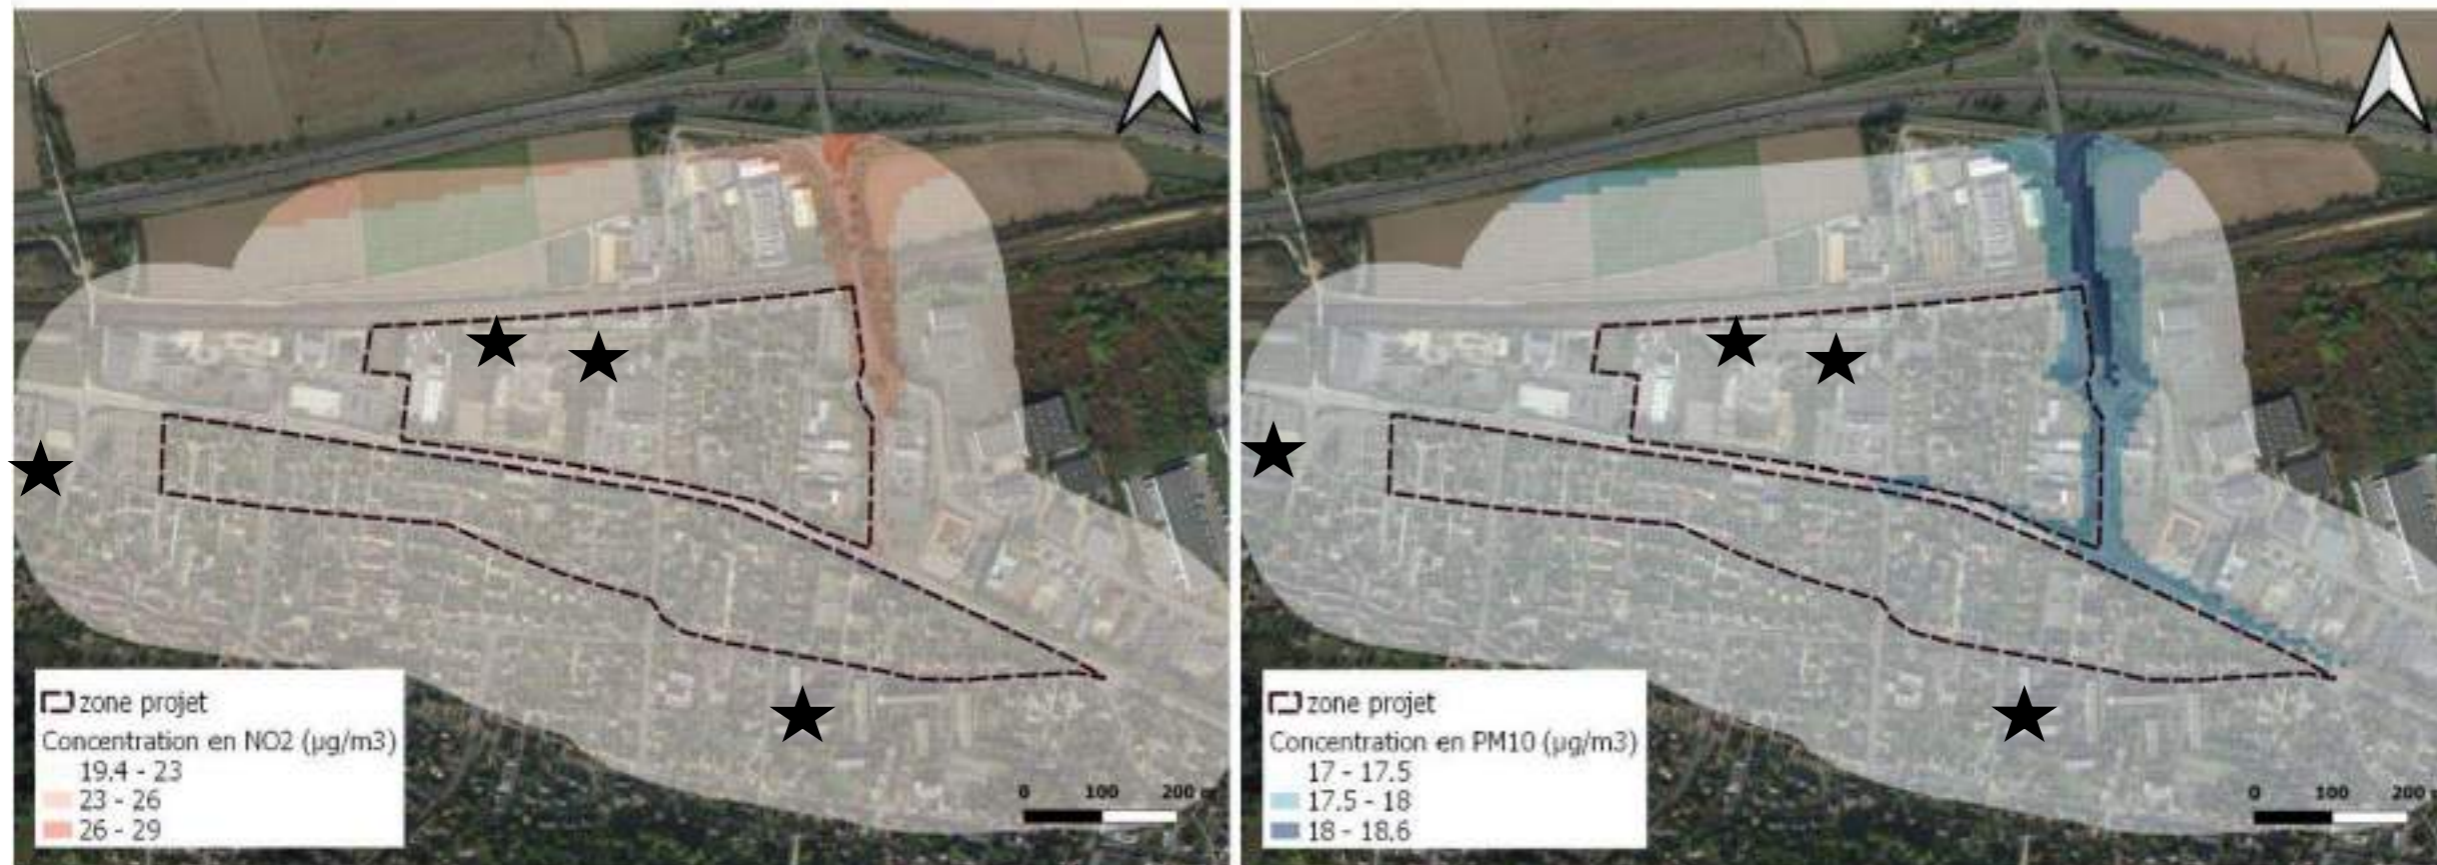 zone projet
Concentration en NO2 (µg/m3)
19.4 - 23
23 - 26
26 - 29
0 100 200 m
zone projet
Concentration en PM10 (µg/m3)
17 - 17.5
17.5 - 18
18 - 18.6
0 100 200